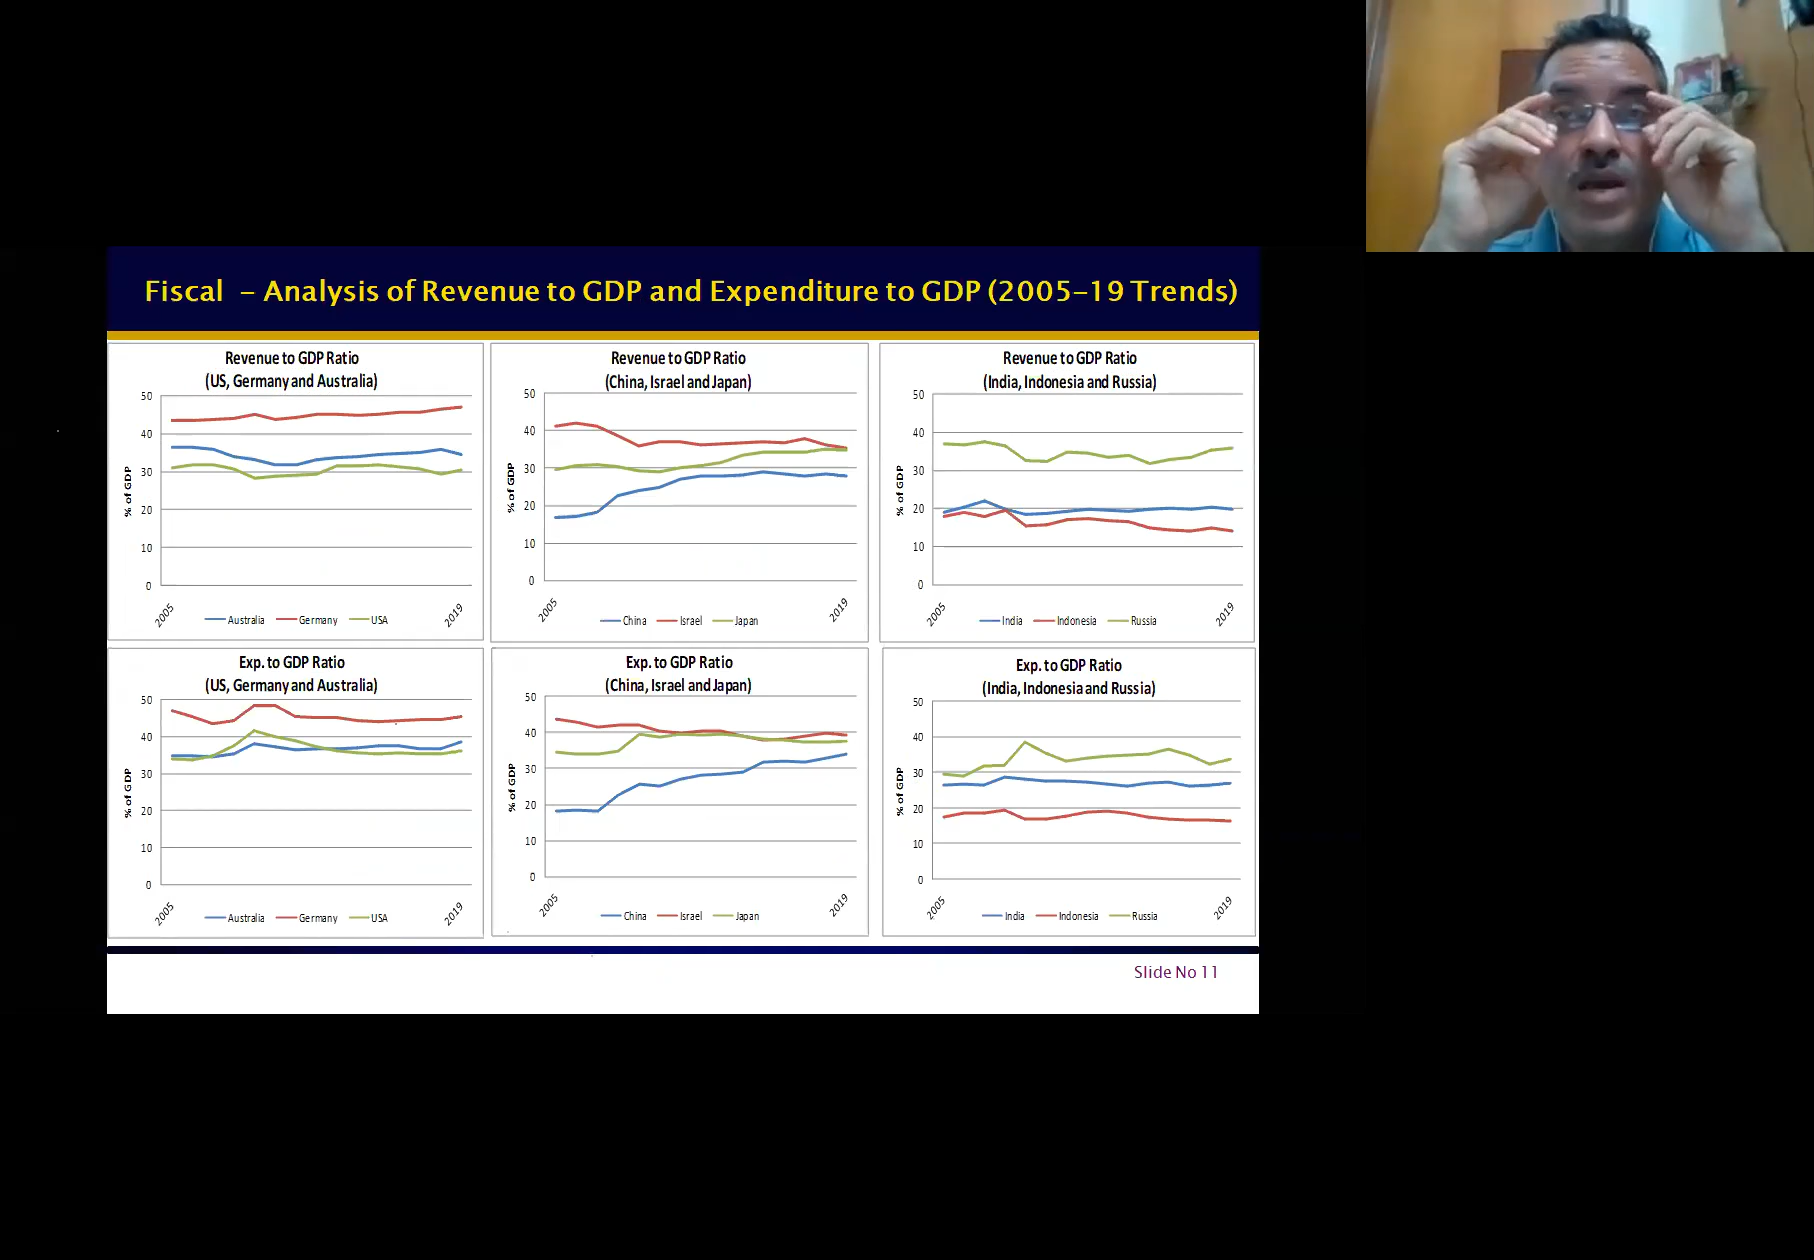 Fiscal – Analysis of Revenue to GDP and Expenditure to GDP (2005-19 Trends)
Revenue to GDP Ratio
(US, Germany and Australia)
50
40
30
20
10
0
% of GDP
2005
2019
Australia
Germany
USA
Revenue to GDP Ratio
(China, Israel and Japan)
50
40
30
20
10
0
% of GDP
2005
2019
China
Israel
Japan
Revenue to GDP Ratio
(India, Indonesia and Russia)
50
40
30
20
10
0
% of GDP
2005
2019
India
Indonesia
Russia
Exp. to GDP Ratio
(US, Germany and Australia)
50
40
30
20
10
0
% of GDP
2005
2019
Australia
Germany
USA
Exp. to GDP Ratio
(China, Israel and Japan)
50
40
30
20
10
0
% of GDP
2005
2019
China
Israel
Japan
Exp. to GDP Ratio
(India, Indonesia and Russia)
50
40
30
20
10
0
% of GDP
2005
2019
India
Indonesia
Russia
Slide No 11